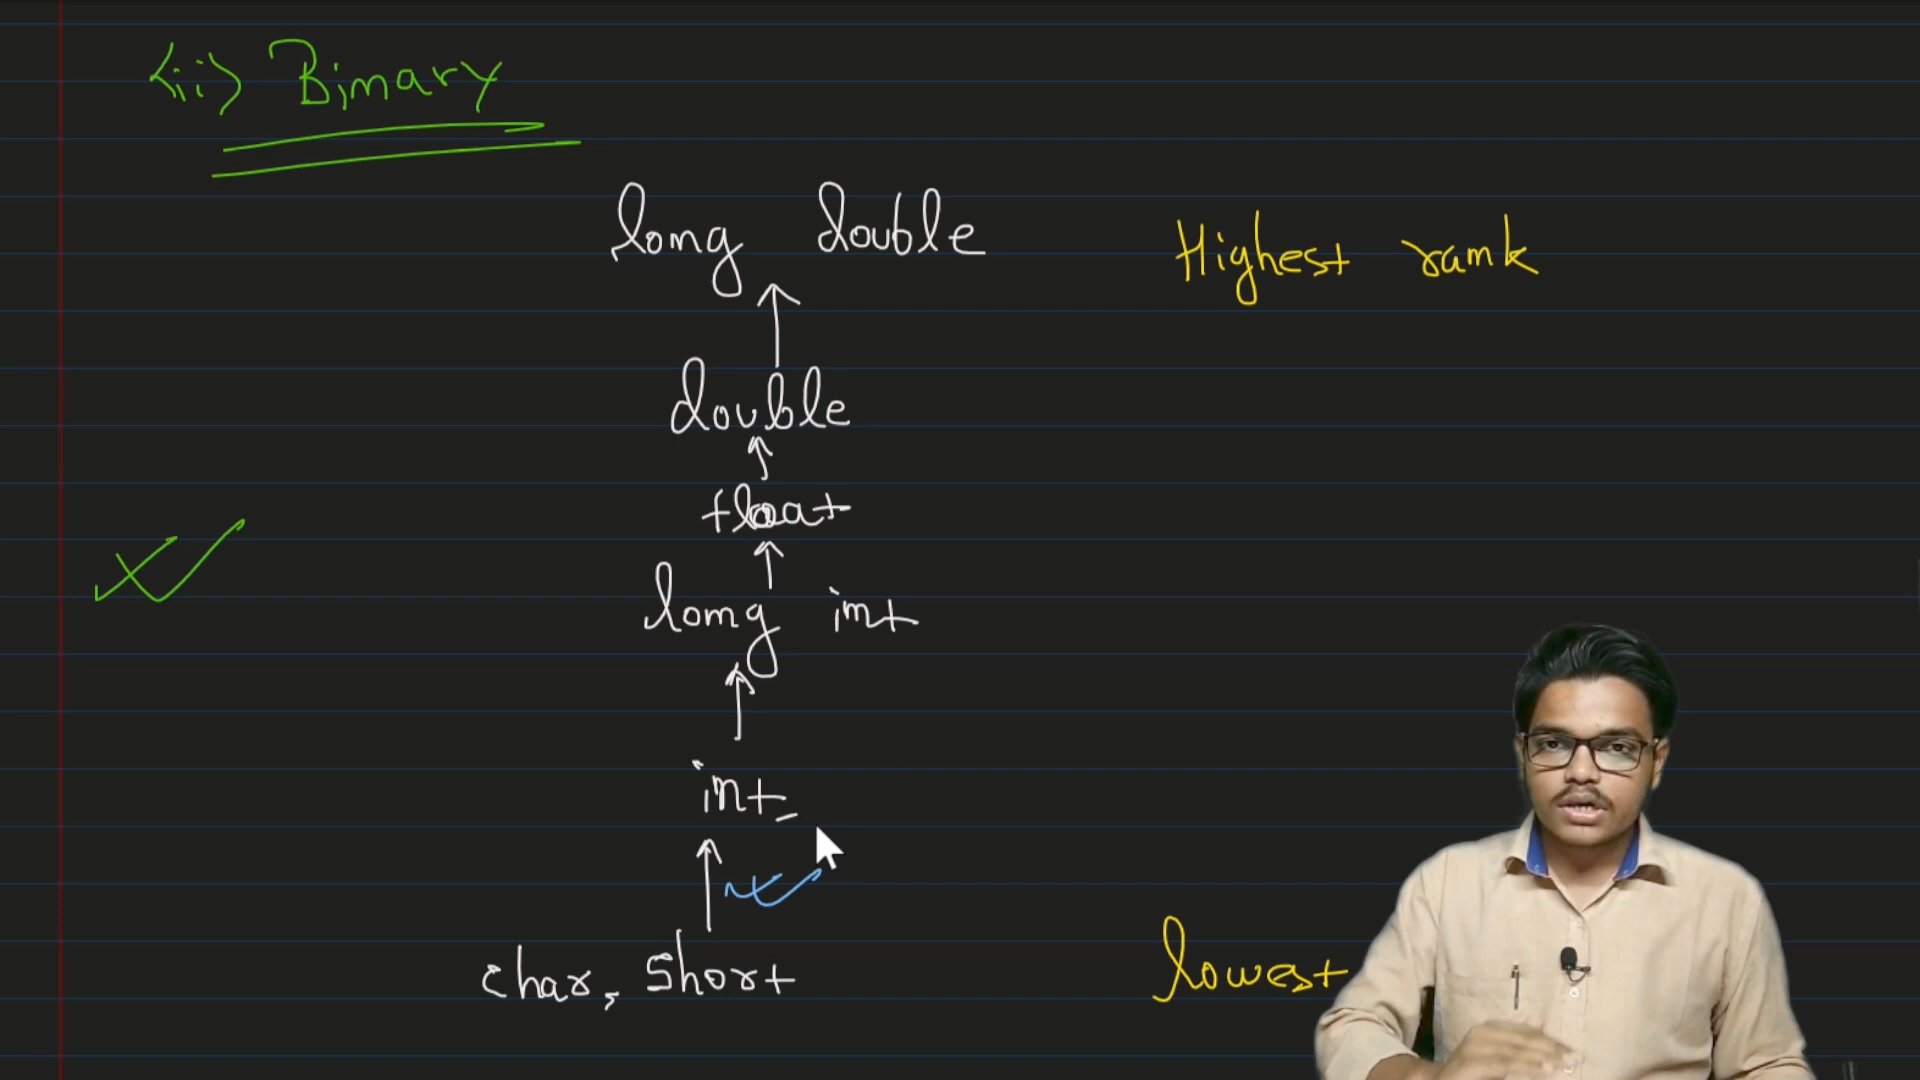 <ii> Binary
long double
Highest rank
double
float
long int
int
char, short
lowest